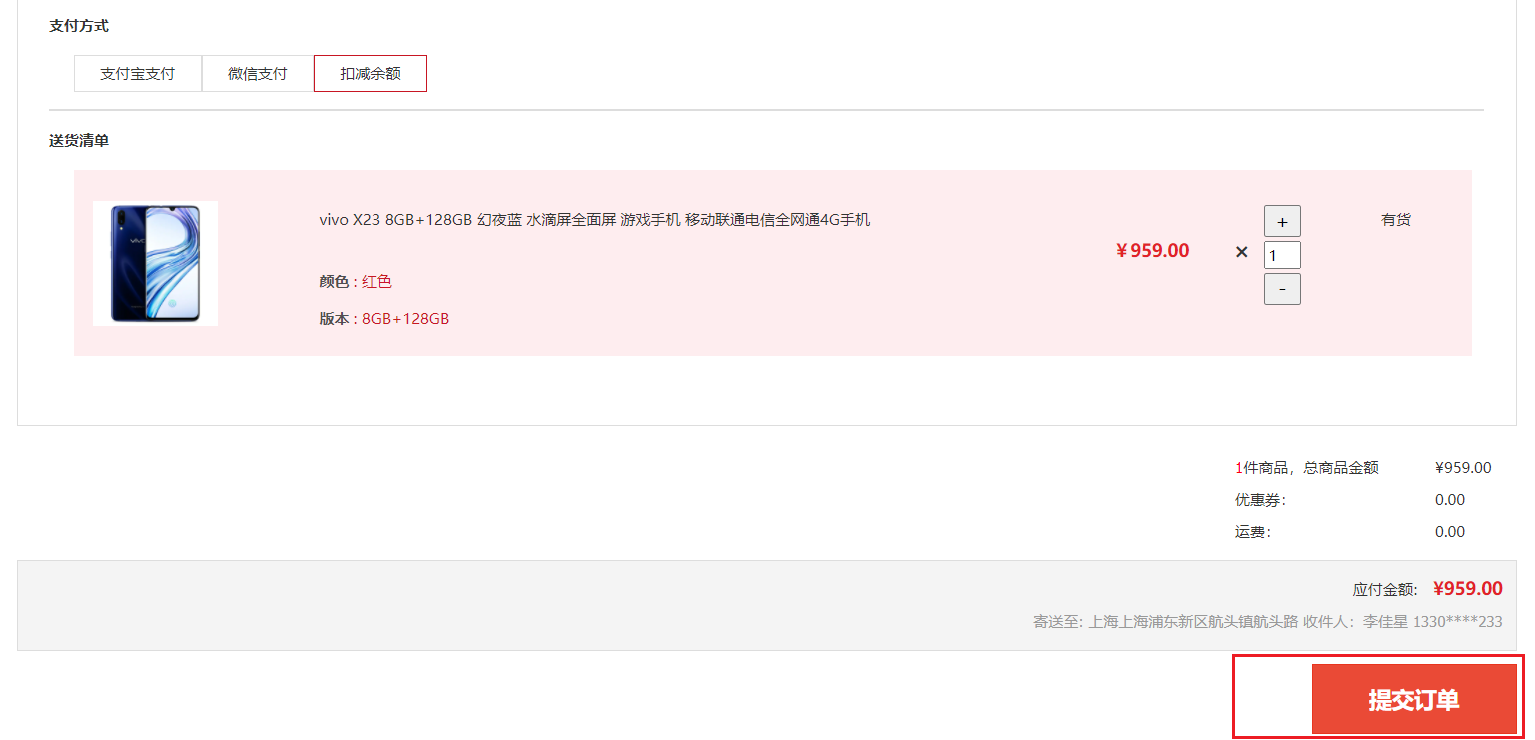 支付方式
支付宝支付 微信支付 扣减余额
送货清单
vivo X23 8GB+128GB 幻夜蓝 水滴屏全面屏 游戏手机 移动联通电信全网通4G手机
+
有货
¥959.00
×
1
-
颜色 : 红色
版本 : 8GB+128GB
vivo
1件商品，总商品金额 ¥959.00
优惠券： 0.00
运费： 0.00
应付金额: ¥959.00
寄送至: 上海上海浦东新区航头镇航头路 收件人：李佳星 1330****233
提交订单